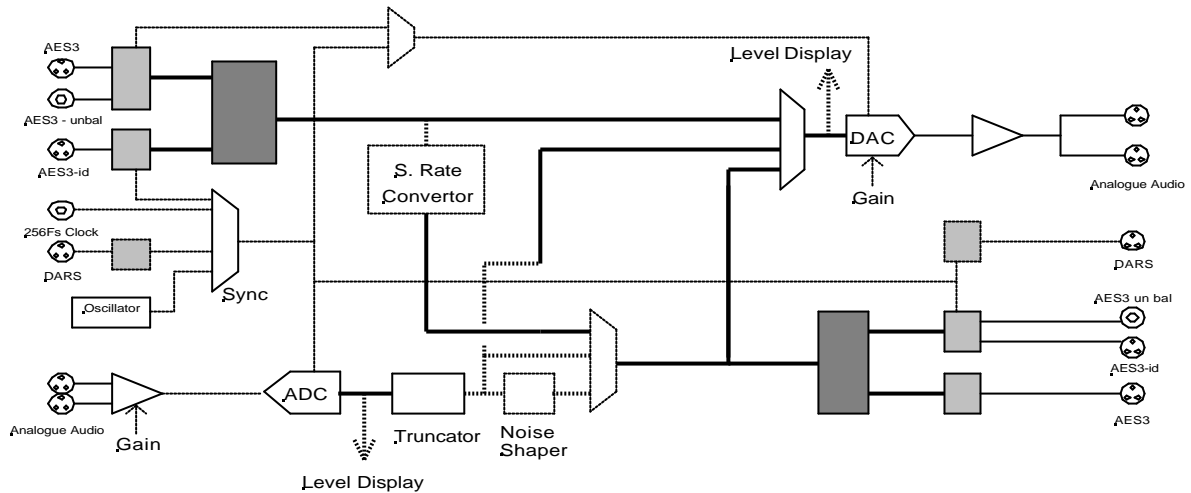 AES3
AES3 - unbal
AES3-id
256Fs Clock
DARS
Oscillator
Sync
Analogue Audio
Gain
ADC
Level Display
Truncator
Noise
Shaper
S. Rate
Convertor
Level Display
DAC
Gain
Analogue Audio
DARS
AES3 un bal
AES3-id
AES3